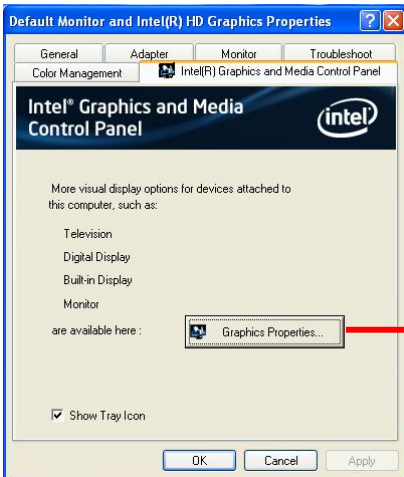 Default Monitor and Intel(R) HD Graphics Properties
General Adapter Monitor Troubleshoot
Color Management Intel(R) Graphics and Media Control Panel
Intel® Graphics and Media
Control Panel
intel
More visual display options for devices attached to
this computer, such as:
Television
Digital Display
Built-in Display
Monitor
are available here : Graphics Properties...
Show Tray Icon
OK Cancel Apply